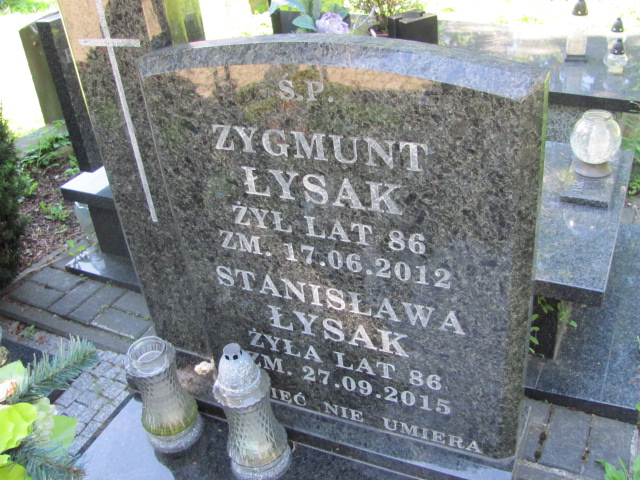 Ś.P.
ZYGMUNT
ŁYSAK
ŻYŁ LAT 86
ZM. 17.06.2012
STANISŁAWA
ŁYSAK
ŻYŁA LAT 86
ZM. 27.09.2015
NIE UMIERA